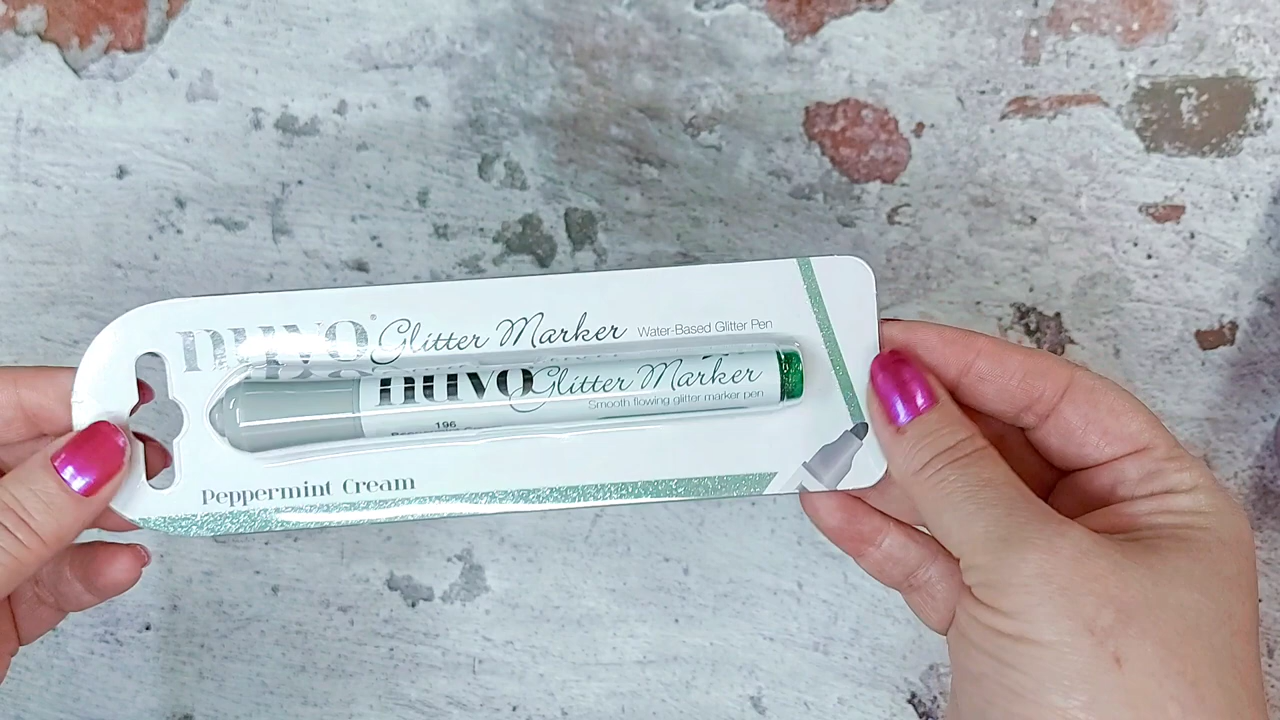 nuvo® Glitter Marker Water-Based Glitter Pen
nuvo Glitter Marker
Smooth flowing glitter marker pen
196
Peppermint Cream